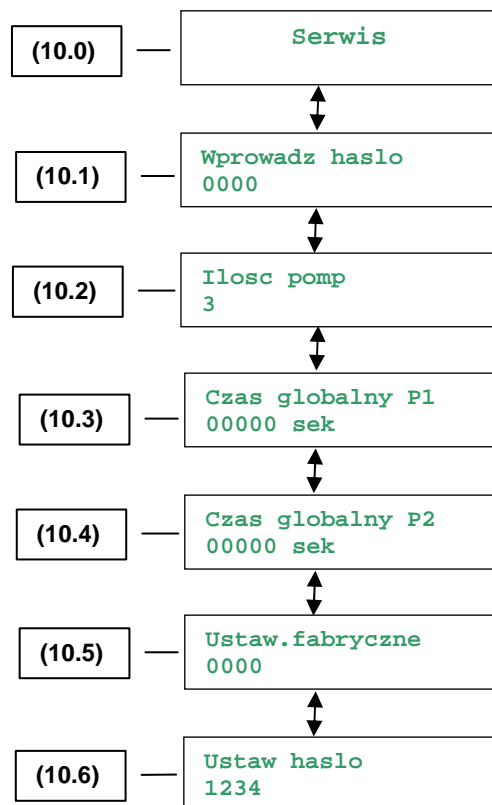 (10.0)
Serwis
(10.1)
Wprowadz haslo
0000
(10.2)
Ilosc pomp
3
(10.3)
Czas globalny P1
00000 sek
(10.4)
Czas globalny P2
00000 sek
(10.5)
Ustaw.fabryczne
0000
(10.6)
Ustaw haslo
1234